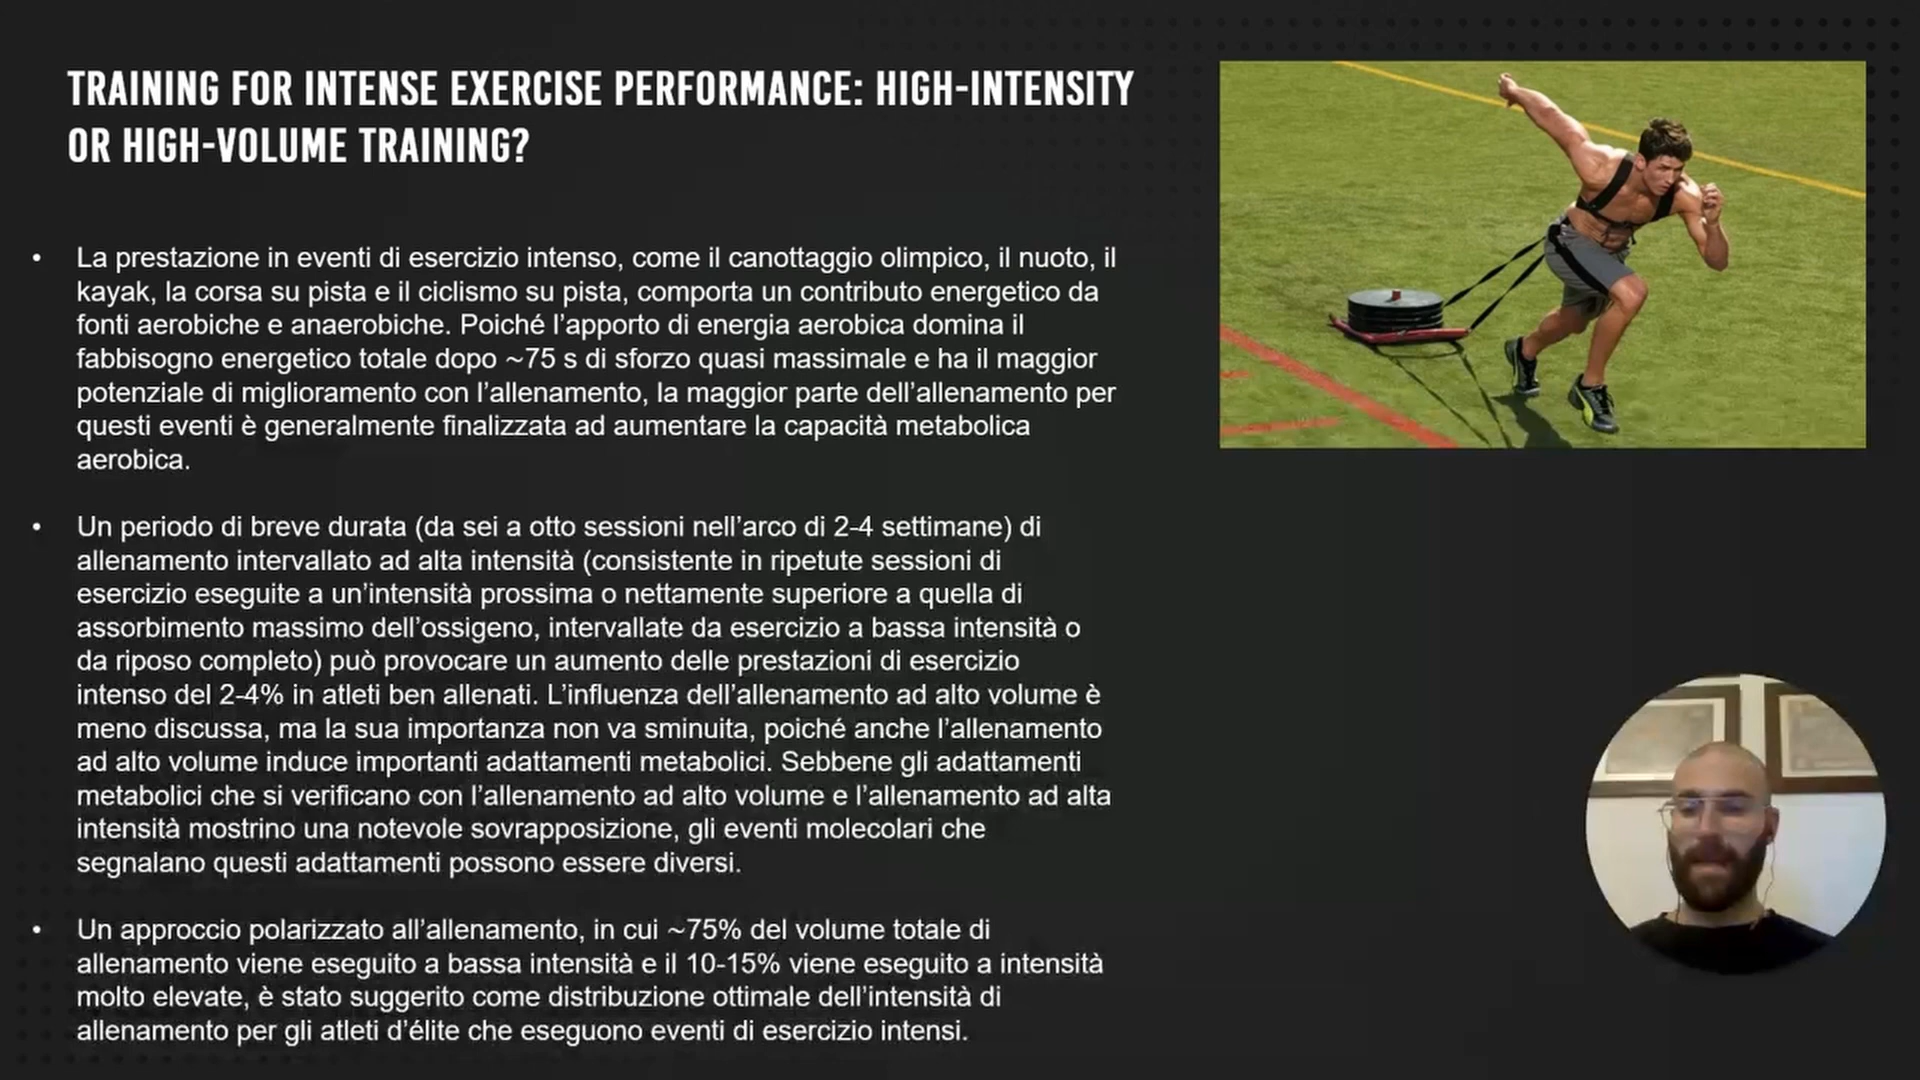 TRAINING FOR INTENSE EXERCISE PERFORMANCE: HIGH-INTENSITY
OR HIGH-VOLUME TRAINING?
• La prestazione in eventi di esercizio intenso, come il canottaggio olimpico, il nuoto, il
kayak, la corsa su pista e il ciclismo su pista, comporta un contributo energetico da
fonti aerobiche e anaerobiche. Poiché l’apporto di energia aerobica domina il
fabbisogno energetico totale dopo ~75 s di sforzo quasi massimale e ha il maggior
potenziale di miglioramento con l’allenamento, la maggior parte dell’allenamento per
questi eventi è generalmente finalizzata ad aumentare la capacità metabolica
aerobica.
• Un periodo di breve durata (da sei a otto sessioni nell’arco di 2-4 settimane) di
allenamento intervallato ad alta intensità (consistente in ripetute sessioni di
esercizio eseguite a un’intensità prossima o nettamente superiore a quella di
assorbimento massimo dell’ossigeno, intervallate da esercizio a bassa intensità o
da riposo completo) può provocare un aumento delle prestazioni di esercizio
intenso del 2-4% in atleti ben allenati. L’influenza dell’allenamento ad alto volume è
meno discussa, ma la sua importanza non va sminuita, poiché anche l’allenamento
ad alto volume induce importanti adattamenti metabolici. Sebbene gli adattamenti
metabolici che si verificano con l’allenamento ad alto volume e l’allenamento ad alta
intensità mostrino una notevole sovrapposizione, gli eventi molecolari che
segnalano questi adattamenti possono essere diversi.
• Un approccio polarizzato all’allenamento, in cui ~75% del volume totale di
allenamento viene eseguito a bassa intensità e il 10-15% viene eseguito a intensità
molto elevate, è stato suggerito come distribuzione ottimale dell’intensità di
allenamento per gli atleti d’élite che eseguono eventi di esercizio intensi.